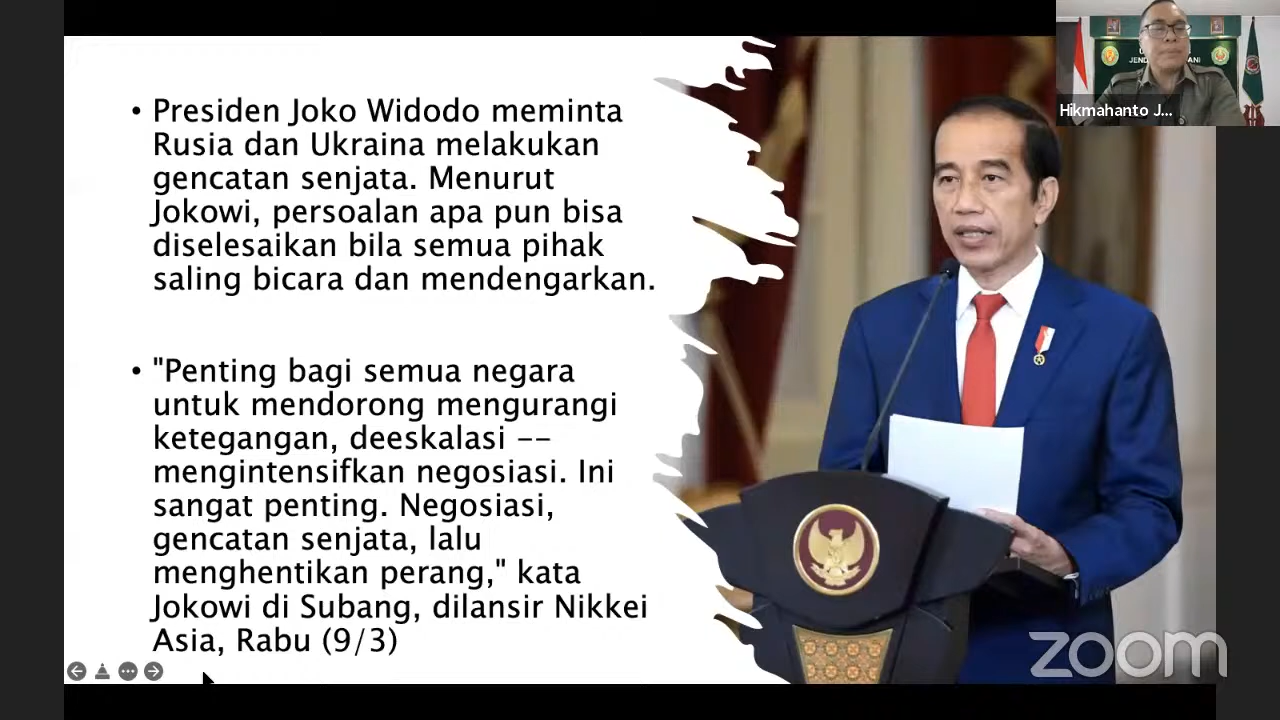 • Presiden Joko Widodo meminta
Rusia dan Ukraina melakukan
gencatan senjata. Menurut
Jokowi, persoalan apa pun bisa
diselesaikan bila semua pihak
saling bicara dan mendengarkan.
• "Penting bagi semua negara
untuk mendorong mengurangi
ketegangan, deeskalasi --
mengintensifkan negosiasi. Ini
sangat penting. Negosiasi,
gencatan senjata, lalu
menghentikan perang," kata
Jokowi di Subang, dilansir Nikkei
Asia, Rabu (9/3)
Hikmahanto J...
zoom